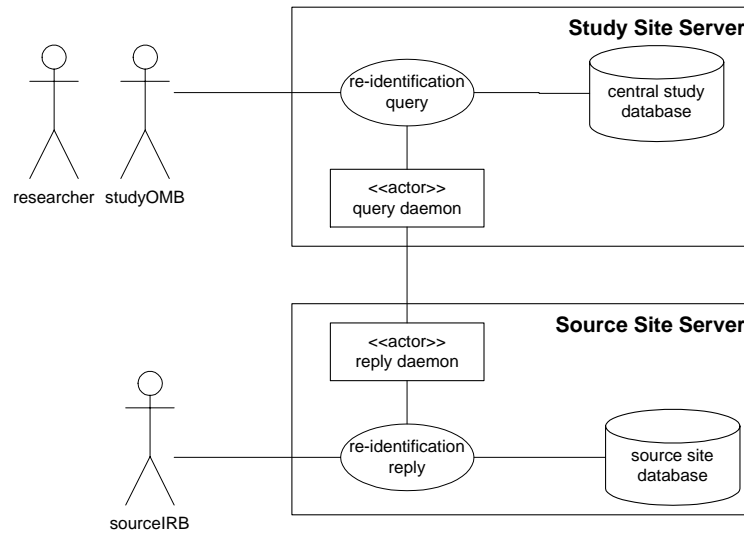 Study Site Server
re-identification
query
central study
database
researcher
studyOMB
<<actor>>
query daemon
Source Site Server
<<actor>>
reply daemon
re-identification
reply
source site
database
sourceIRB